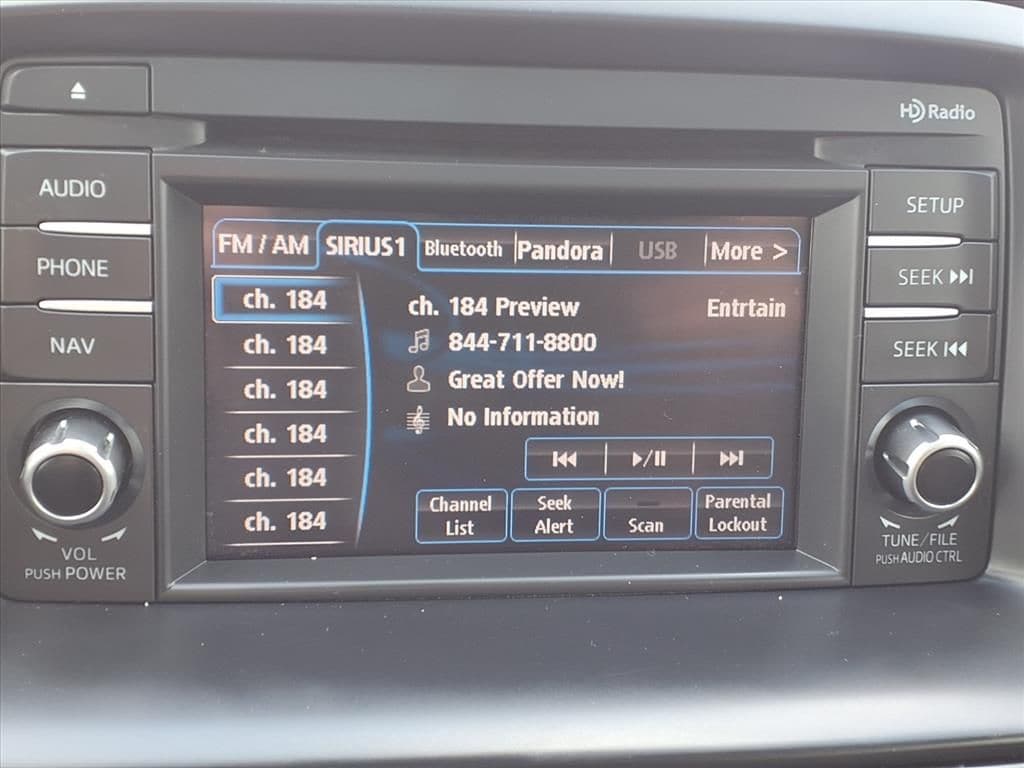 HD Radio
AUDIO
PHONE
NAV
VOL
PUSH POWER
FM / AM SIRIUS1 Bluetooth Pandora USB More >
ch. 184
ch. 184
ch. 184
ch. 184
ch. 184
ch. 184
ch. 184 Preview Entrtain
844-711-8800
Great Offer Now!
No Information
Channel
List
Seek
Alert
Scan
Parental
Lockout
SETUP
SEEK
SEEK
TUNE/FILE
PUSH AUDIO CTRL